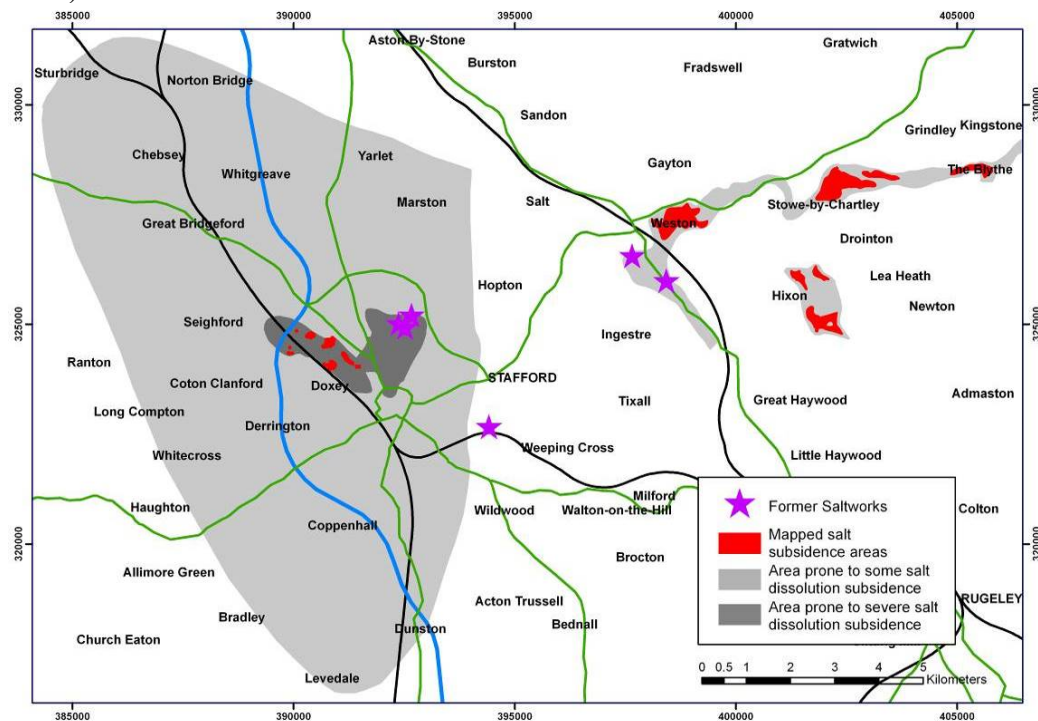 385000 390000 395000 400000 405000
Aston-By-Stone
Gratwich
Burston
Sturbridge
Norton Bridge
Fradswell
330000
330000
Sandon
Kingstone
Grindley
Chebsey
Yarlet
Gayton
The Blythe
Whitgreave
Marston
Salt
Stowe-by-Chartley
Great Bridgeford
Weston
Drointon
Hopton
Lea Heath
Hixon
Newton
325000
325000
Seighford
Ingestre
Ranton
Coton Clanford
Doxey
STAFFORD
Long Compton
Tixall
Great Haywood
Admaston
Derrington
Weeping Cross
Whitecross
Little Haywood
Milford
Haughton
Wildwood
Walton-on-the-Hill
Colton
Coppenhall
320000
320000
Brocton
Allimore Green
Acton Trussell
RUGELEY
Bradley
Bednall
Church Eaton
Dunston
Levedale
Former Saltworks
Mapped salt
subsidence areas
Area prone to some salt
dissolution subsidence
Area prone to severe salt
dissolution subsidence
0 0.5 1 2 3 4 5
Kilometers
385000 390000 395000 400000 405000